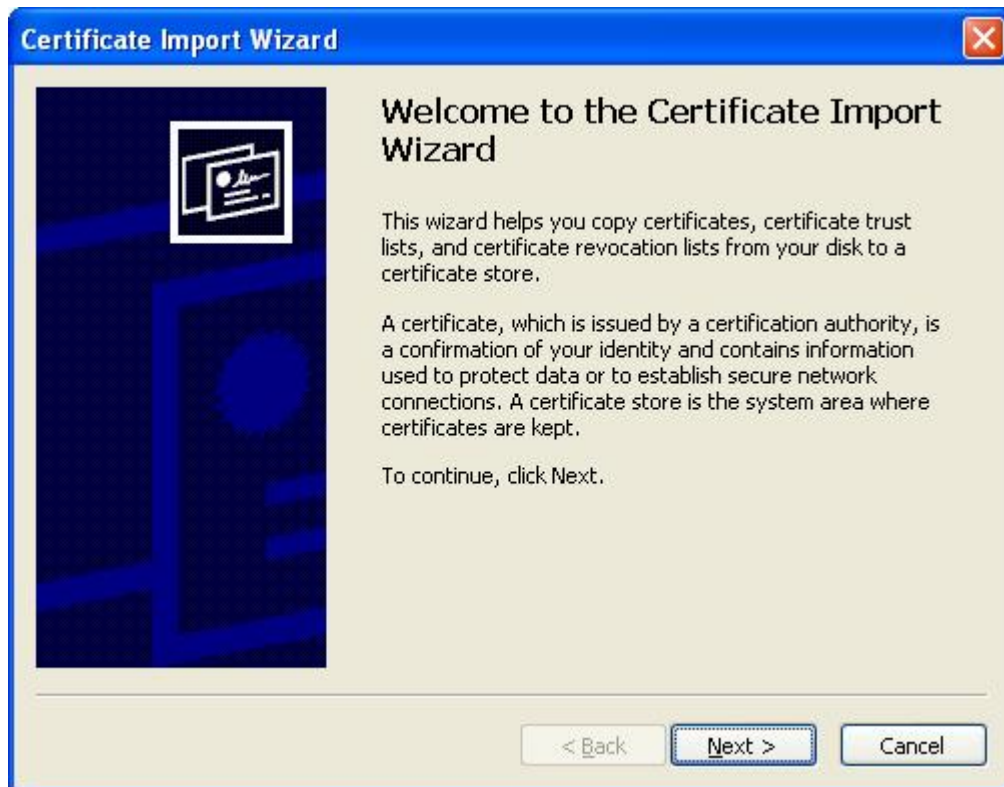 Certificate Import Wizard
Welcome to the Certificate Import
Wizard
This wizard helps you copy certificates, certificate trust
lists, and certificate revocation lists from your disk to a
certificate store.
A certificate, which is issued by a certification authority, is
a confirmation of your identity and contains information
used to protect data or to establish secure network
connections. A certificate store is the system area where
certificates are kept.
To continue, click Next.
< Back Next > Cancel